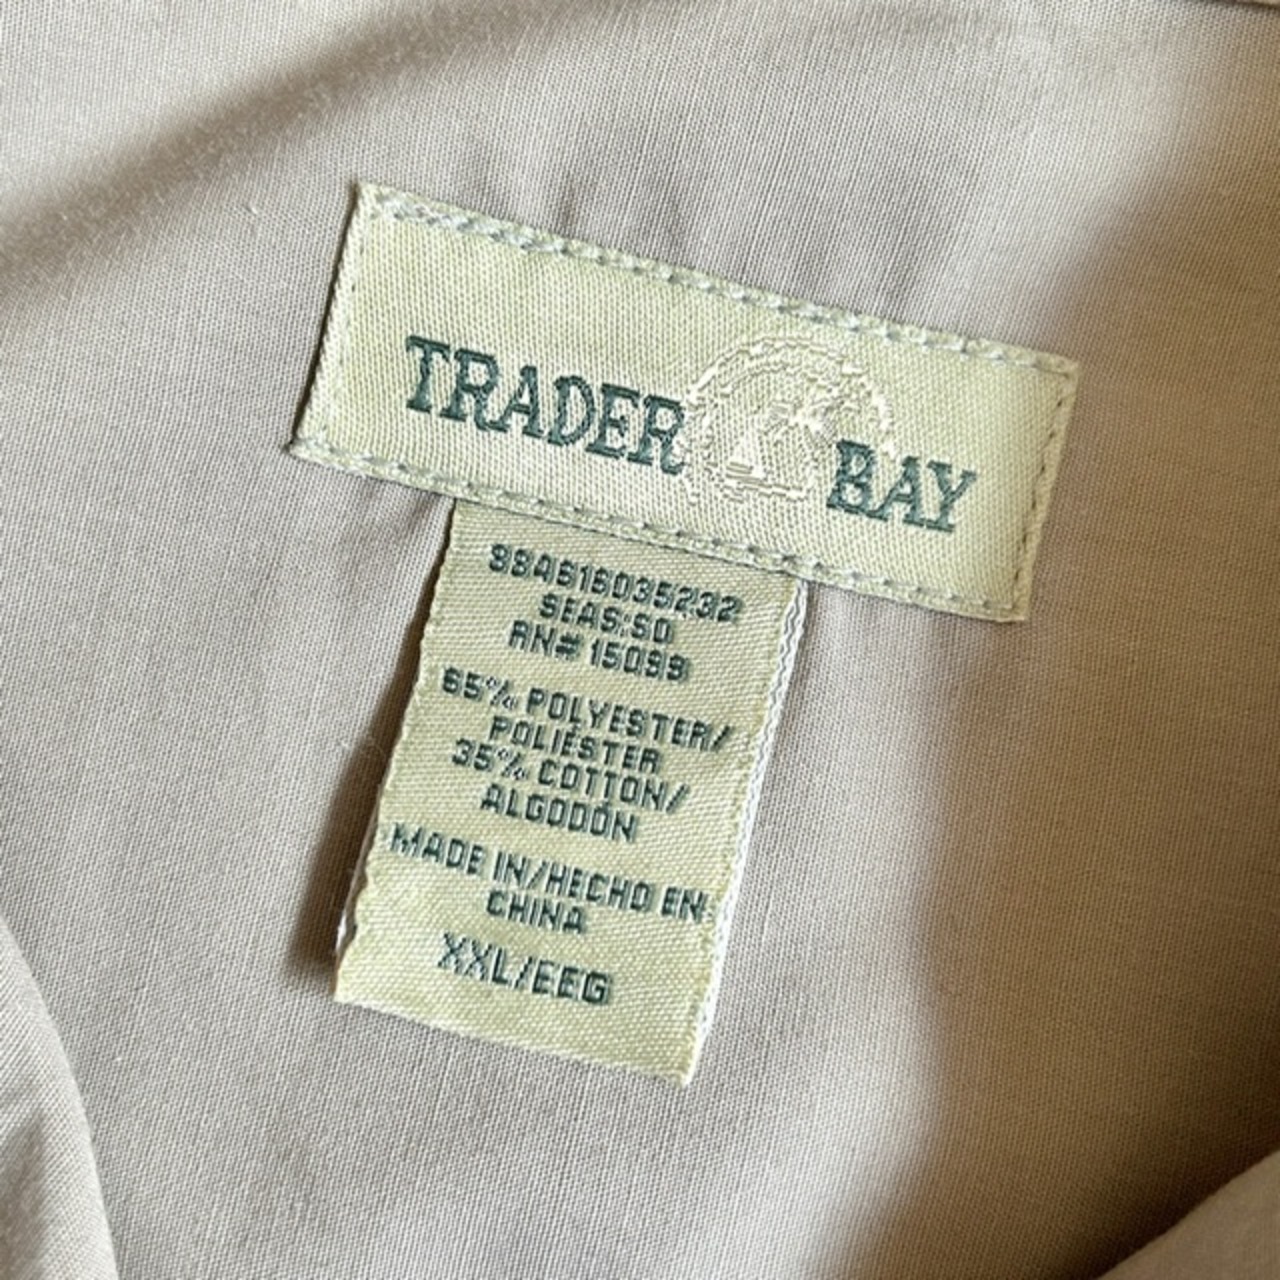 TRADER BAY
98A616035232
SEAS:SO
RN# 15099
65% POLYESTER/
POLIÉSTER
35% COTTON/
ALGODÓN
MADE IN/HECHO EN
CHINA
XXL/EEG